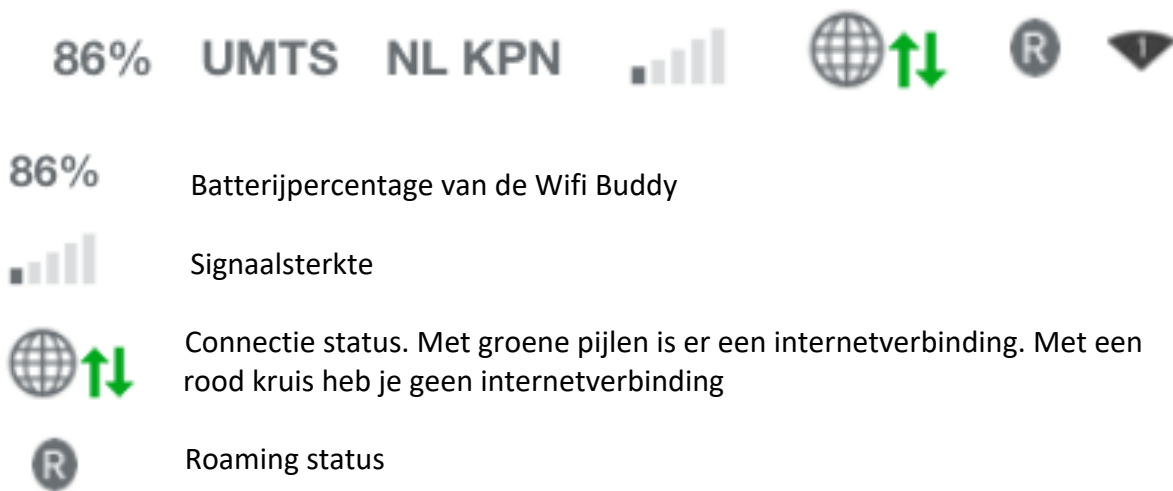 86% UMTS NL KPN R 1
86% Batterijpercentage van de Wifi Buddy
Signaalsterkte
Connectie status. Met groene pijlen is er een internetverbinding. Met een
rood kruis heb je geen internetverbinding
R Roaming status